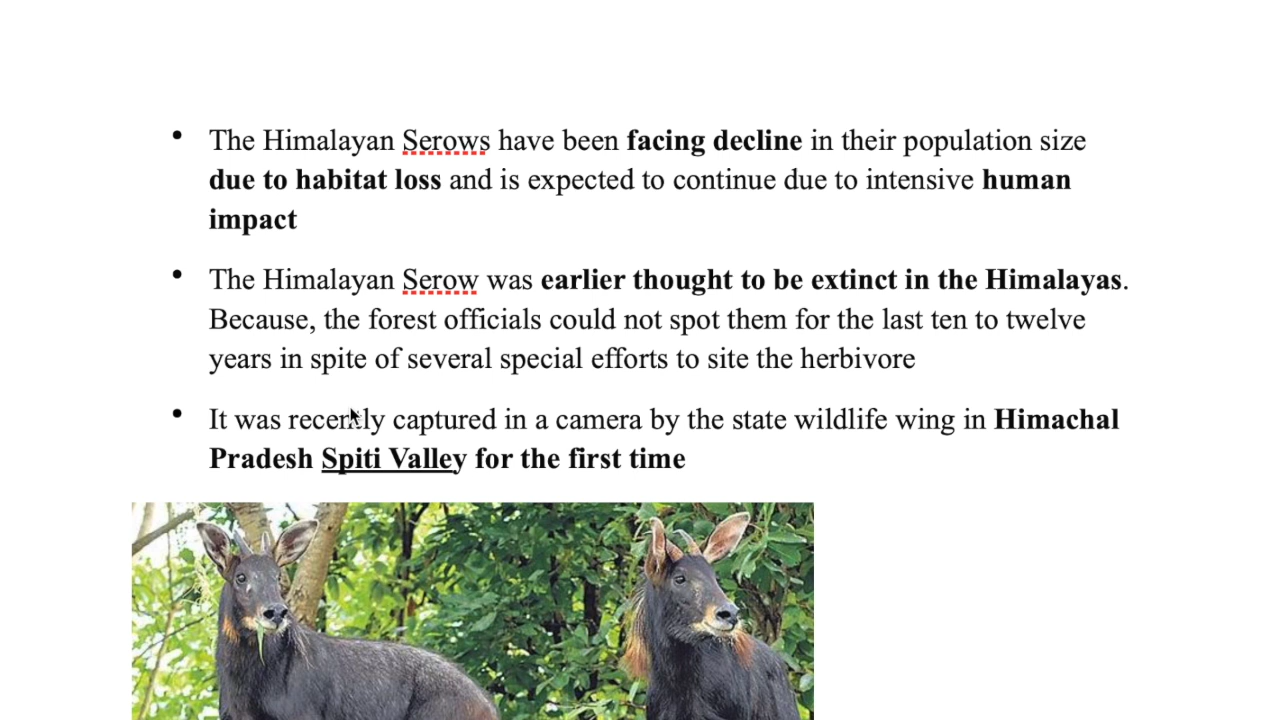 • The Himalayan Serows have been facing decline in their population size
due to habitat loss and is expected to continue due to intensive human
impact
• The Himalayan Serow was earlier thought to be extinct in the Himalayas.
Because, the forest officials could not spot them for the last ten to twelve
years in spite of several special efforts to site the herbivore
• It was recently captured in a camera by the state wildlife wing in Himachal
Pradesh Spiti Valley for the first time